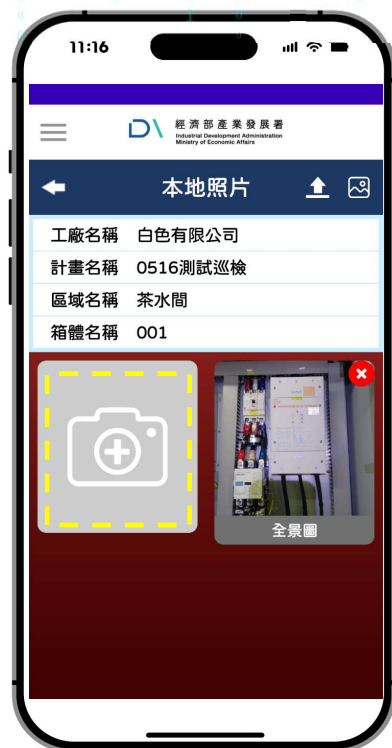 11:16
經濟部產業發展署
Industrial Development Administration
Ministry of Economic Affairs
本地照片
工廠名稱 白色有限公司
計畫名稱 0516測試巡檢
區域名稱 茶水間
箱體名稱 001
全景圖